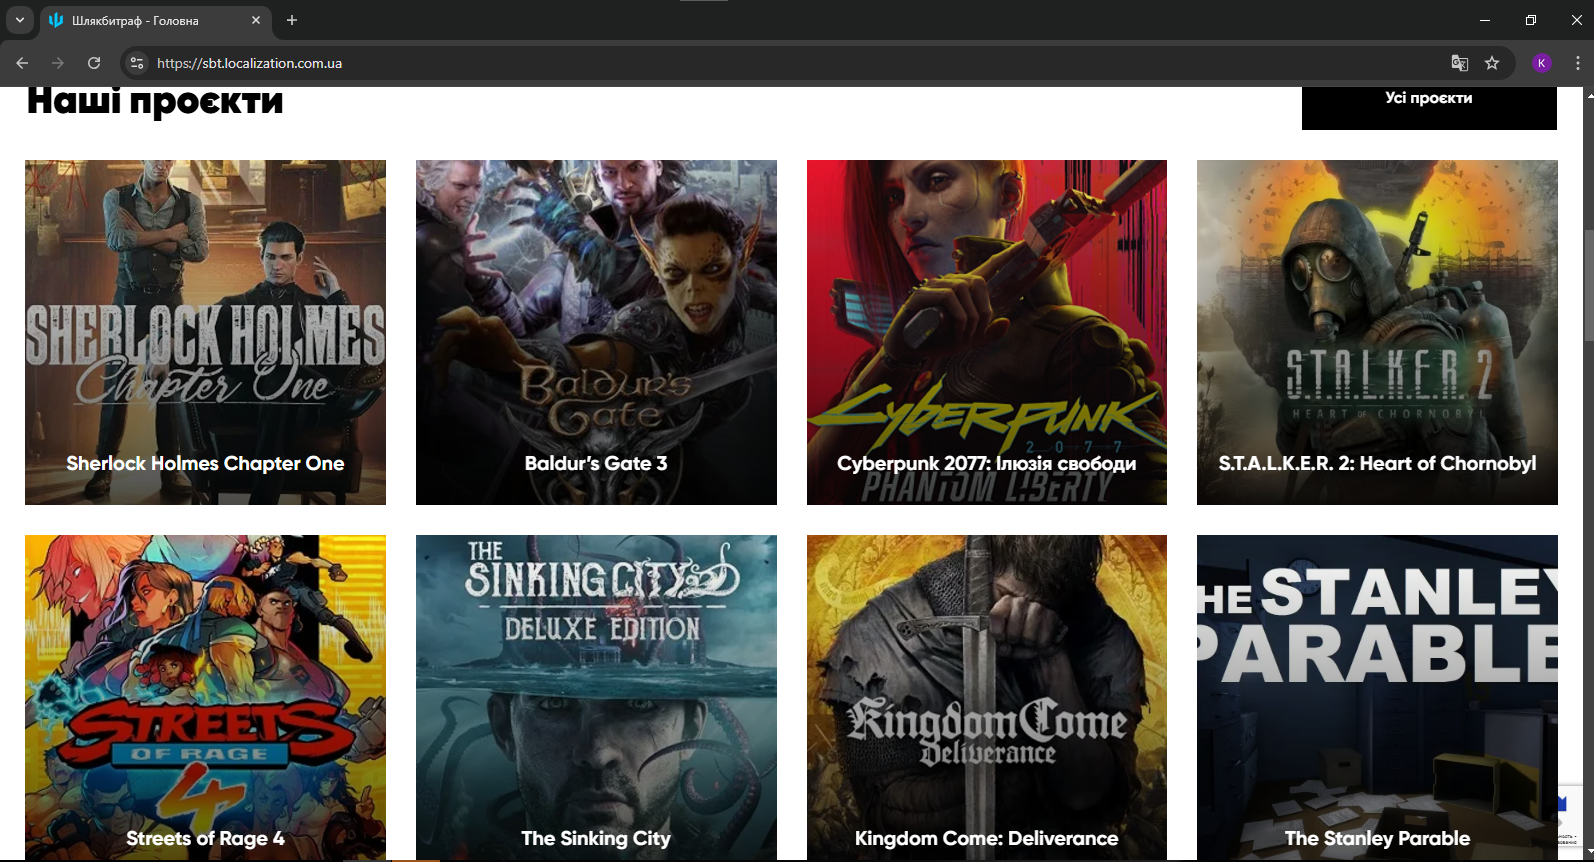 Шлякбитраф - Головна
https://sbt.localization.com.ua
K
Наші проєкти
Усі проєкти
SHERLOCK HOLMES
Chapter One
Sherlock Holmes Chapter One
BALDUR'S
GATE
Baldur's Gate 3
CYBERPUNK
2077
Cyberpunk 2077: Ілюзія свободи
PHANTOM LIBERTY
S.T.A.L.K.E.R. 2
HEART OF CHORNOBYL
S.T.A.L.K.E.R. 2: Heart of Chornobyl
STREETS
OF RAGE
4
Streets of Rage 4
THE
SINKING CITY
DELUXE EDITION
The Sinking City
Kingdom Come
Deliverance
Kingdom Come: Deliverance
THE STANLEY
PARABLE
The Stanley Parable